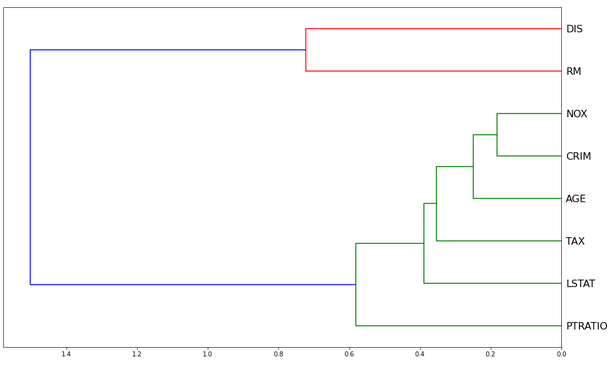 DIS
RM
NOX
CRIM
AGE
TAX
LSTAT
PTRATIO
1.4 1.2 1.0 0.8 0.6 0.4 0.2 0.0